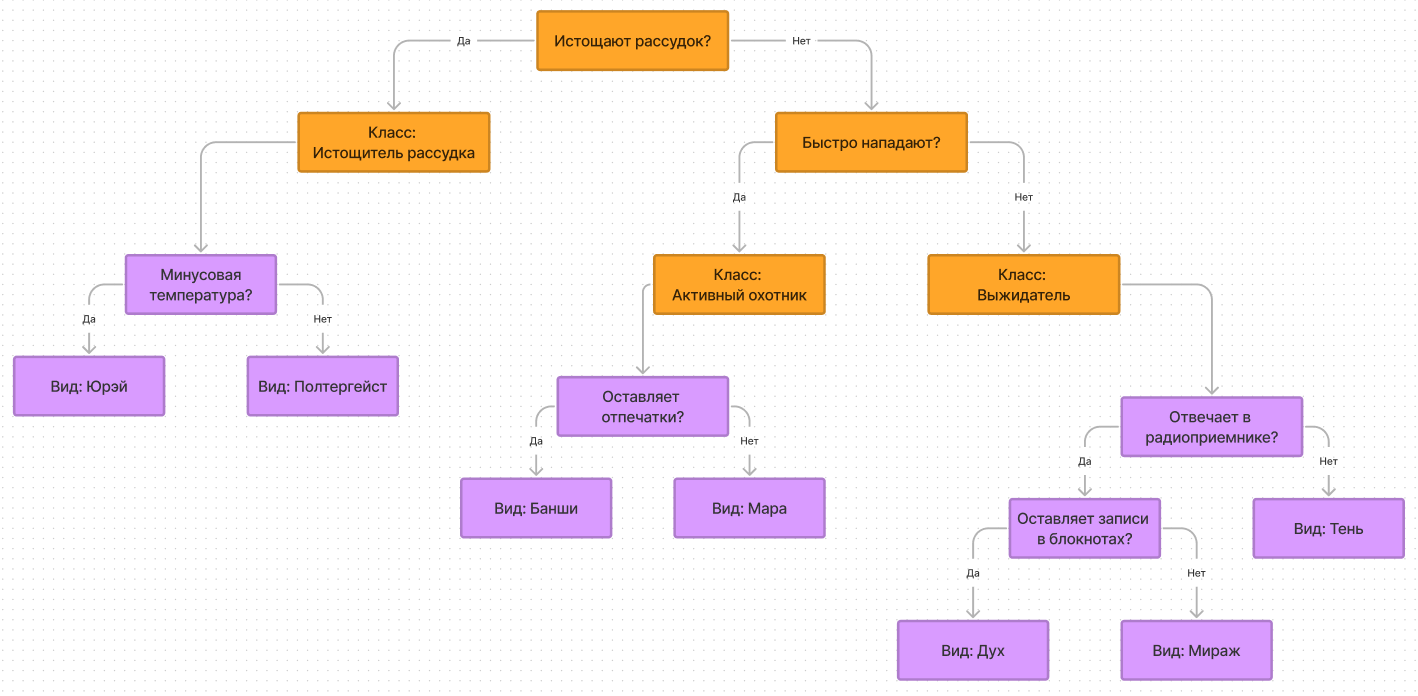 Истощают рассудок?
Да
Нет
Класс:
Истощитель рассудка
Быстро нападают?
Да
Нет
Минусовая
температура?
Класс:
Активный охотник
Класс:
Выжидатель
Да
Нет
Вид: Юрэй
Вид: Полтергейст
Оставляет
отпечатки?
Отвечает в
радиоприемнике?
Да
Нет
Да
Нет
Вид: Банши
Вид: Мара
Оставляет записи
в блокнотах?
Вид: Тень
Да
Нет
Вид: Дух
Вид: Мираж